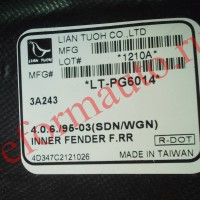 LIAN TUOH CO.,LTD
MFG
LOT#
*1210A*
MFG#
*LT-PG6014*
3A243
4.0.6./95-03(SDN/WGN)
INNER FENDER F.RR
R-DOT
4D347C2121026
MADE IN TAIWAN